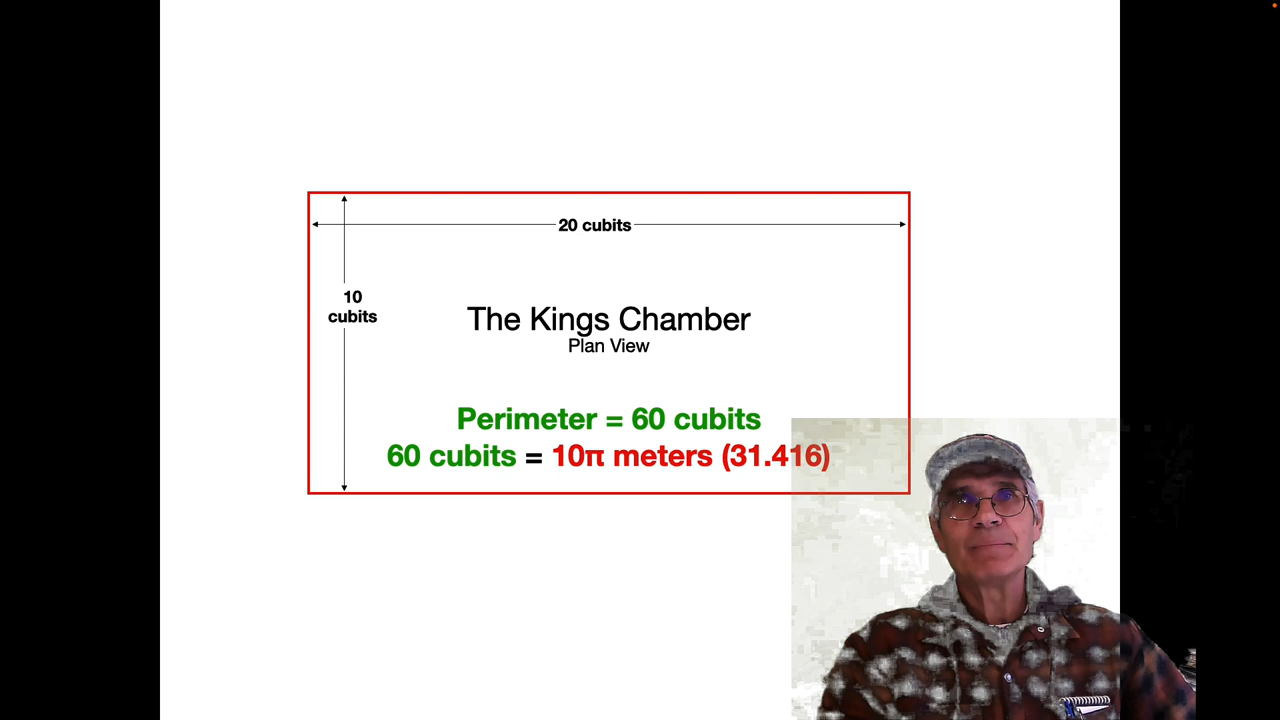 20 cubits
10
cubits
The Kings Chamber
Plan View
Perimeter = 60 cubits
60 cubits = 10π meters (31.416)